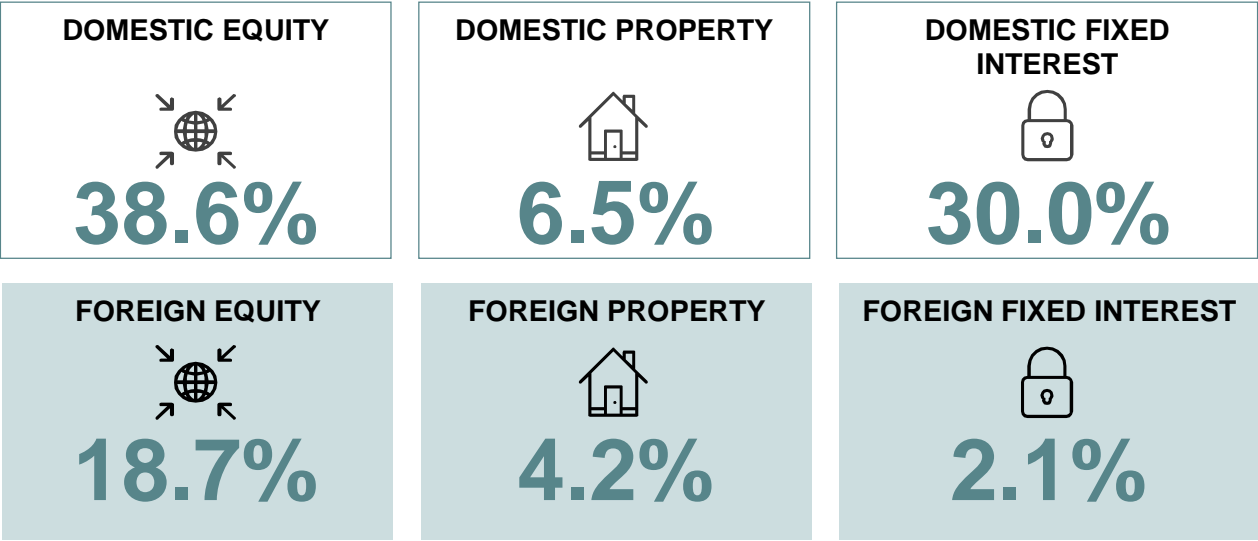 DOMESTIC EQUITY
38.6%
DOMESTIC PROPERTY
6.5%
DOMESTIC FIXED
INTEREST
30.0%
FOREIGN EQUITY
18.7%
FOREIGN PROPERTY
4.2%
FOREIGN FIXED INTEREST
2.1%